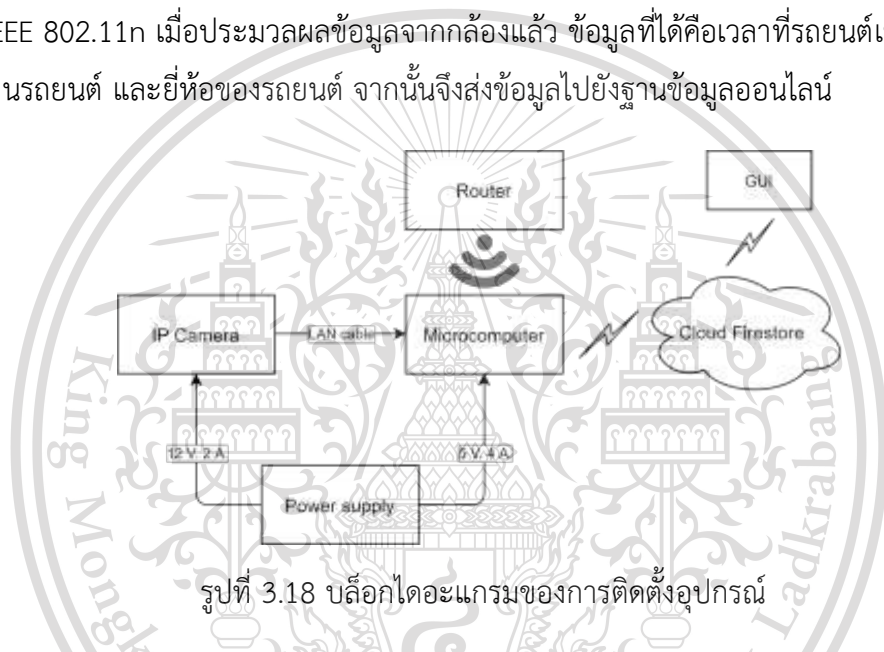 EEE 802.11n เมื่อประมวลผลข้อมูลจากกล้องแล้ว ข้อมูลที่ได้คือเวลาที่รถยนต์
นรถยนต์ และยี่ห้อของรถยนต์ จากนั้นจึงส่งข้อมูลไปยังฐานข้อมูลออนไลน์
Router
GUI
IP Camera
LAN cable
Microcomputer
Cloud Firestore
12 V. 2 A.
5 V. 4 A.
Power supply
รูปที่ 3.18 บล็อกไดอะแกรมของการติดตั้งอุปกรณ์
King Mongk
Ladkrabang